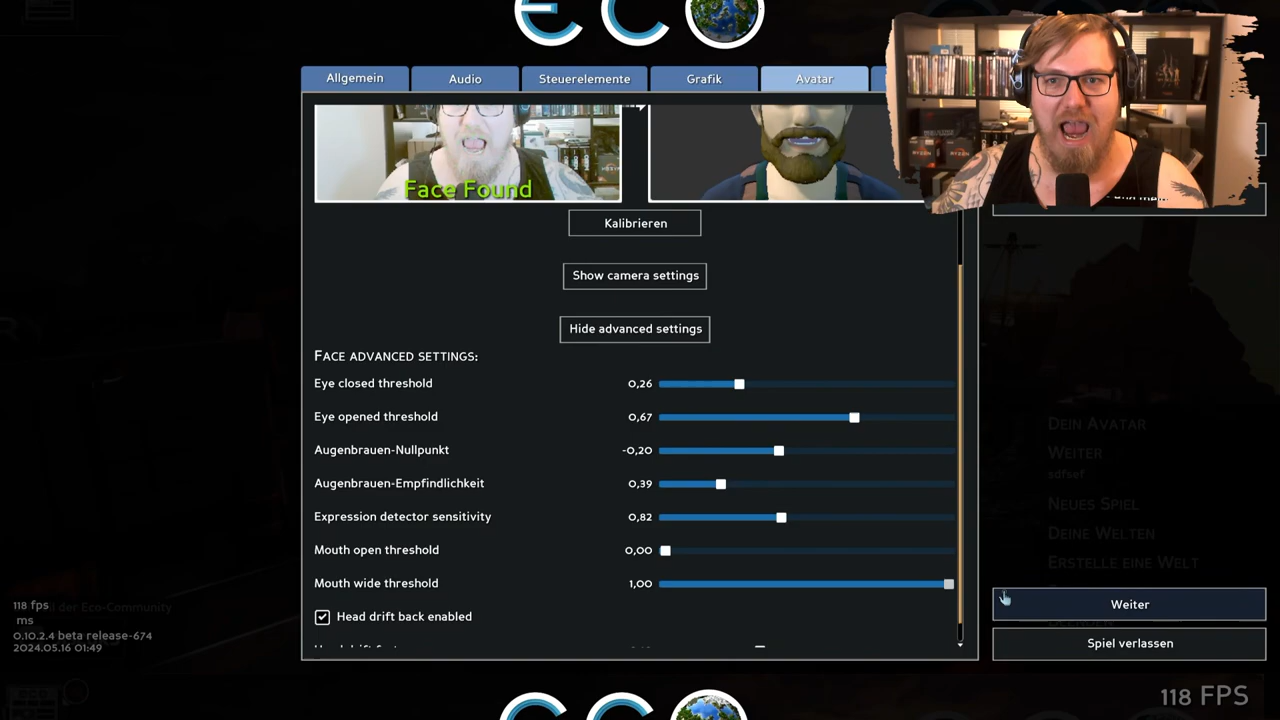 ECO
Allgemein
Audio
Steuerelemente
Grafik
Avatar
Face Found
Kalibrieren
Show camera settings
Hide advanced settings
Face advanced settings:
Eye closed threshold 0,26
Eye opened threshold 0,67
Augenbrauen-Nullpunkt -0,20
Augenbrauen-Empfindlichkeit 0,39
Expression detector sensitivity 0,82
Mouth open threshold 0,00
Mouth wide threshold 1,00
Head drift back enabled
Dein Avatar
Weiter
sdfsef
Neues Spiel
Deine Welten
Erstelle eine Welt
Weiter
Spiel verlassen
118 fps
der Eco-Community
ms
0.10.2.4 beta release-674
2024.05.16 01:49
118 FPS